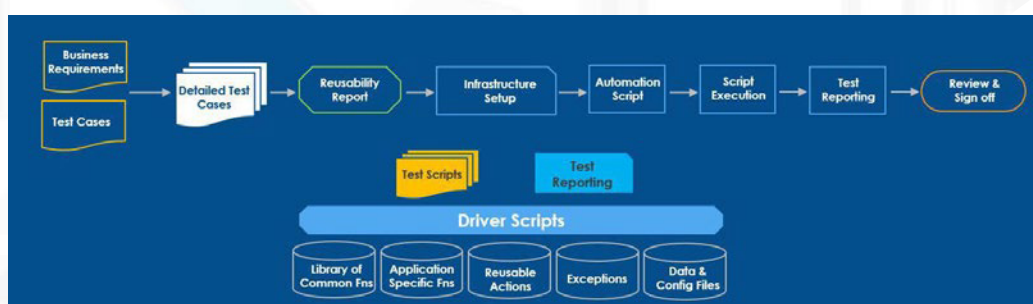 Business
Requirements
Test Cases
Detailed Test
Cases
Reusability
Report
Infrastructure
Setup
Automation
Script
Script
Execution
Test
Reporting
Review &
Sign off
Test Scripts
Test
Reporting
Driver Scripts
Library of
Common Fns
Application
Specific Fns
Reusable
Actions
Exceptions
Data &
Config Files